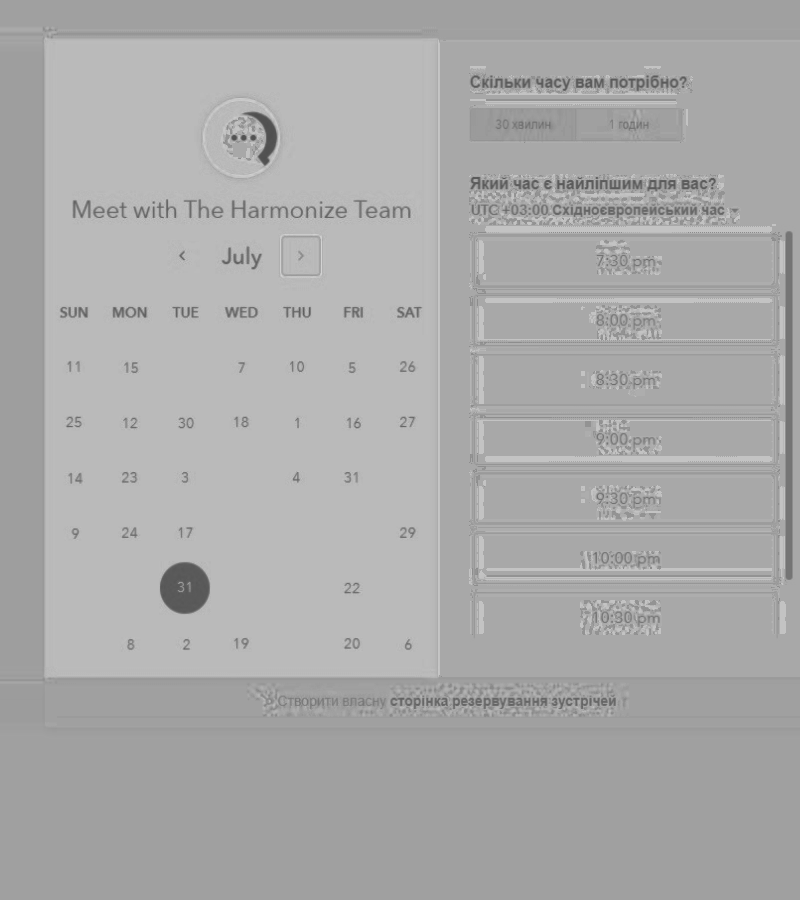 Meet with The Harmonize Team
July
SUN MON TUE WED THU FRI SAT
11 15 7 10 5 26
25 12 30 18 1 16 27
14 23 3 4 31
9 24 17 29
31 22
8 2 19 20 6
Скільки часу вам потрібно?
30 хвилин 1 годин
Який час є найліпшим для вас?
UTC +03:00 Східноєвропейський час
7:30 pm
8:00 pm
8:30 pm
9:00 pm
9:30 pm
10:00 pm
10:30 pm
Створити власну сторінка резервування зустрічей